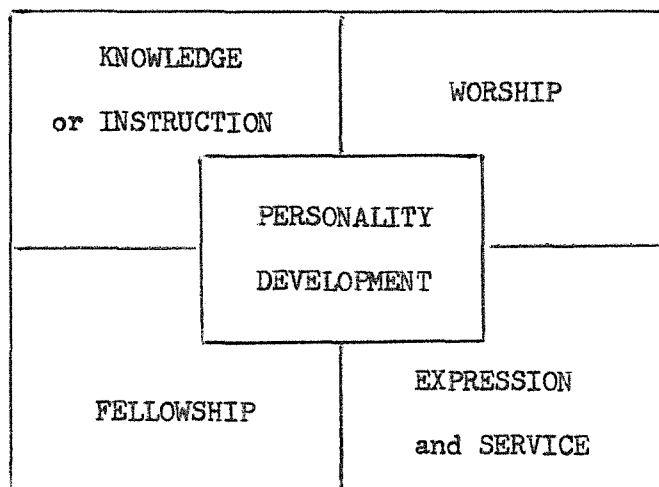 KNOWLEDGE
or INSTRUCTION
WORSHIP
PERSONALITY
DEVELOPMENT
FELLOWSHIP
EXPRESSION
and SERVICE